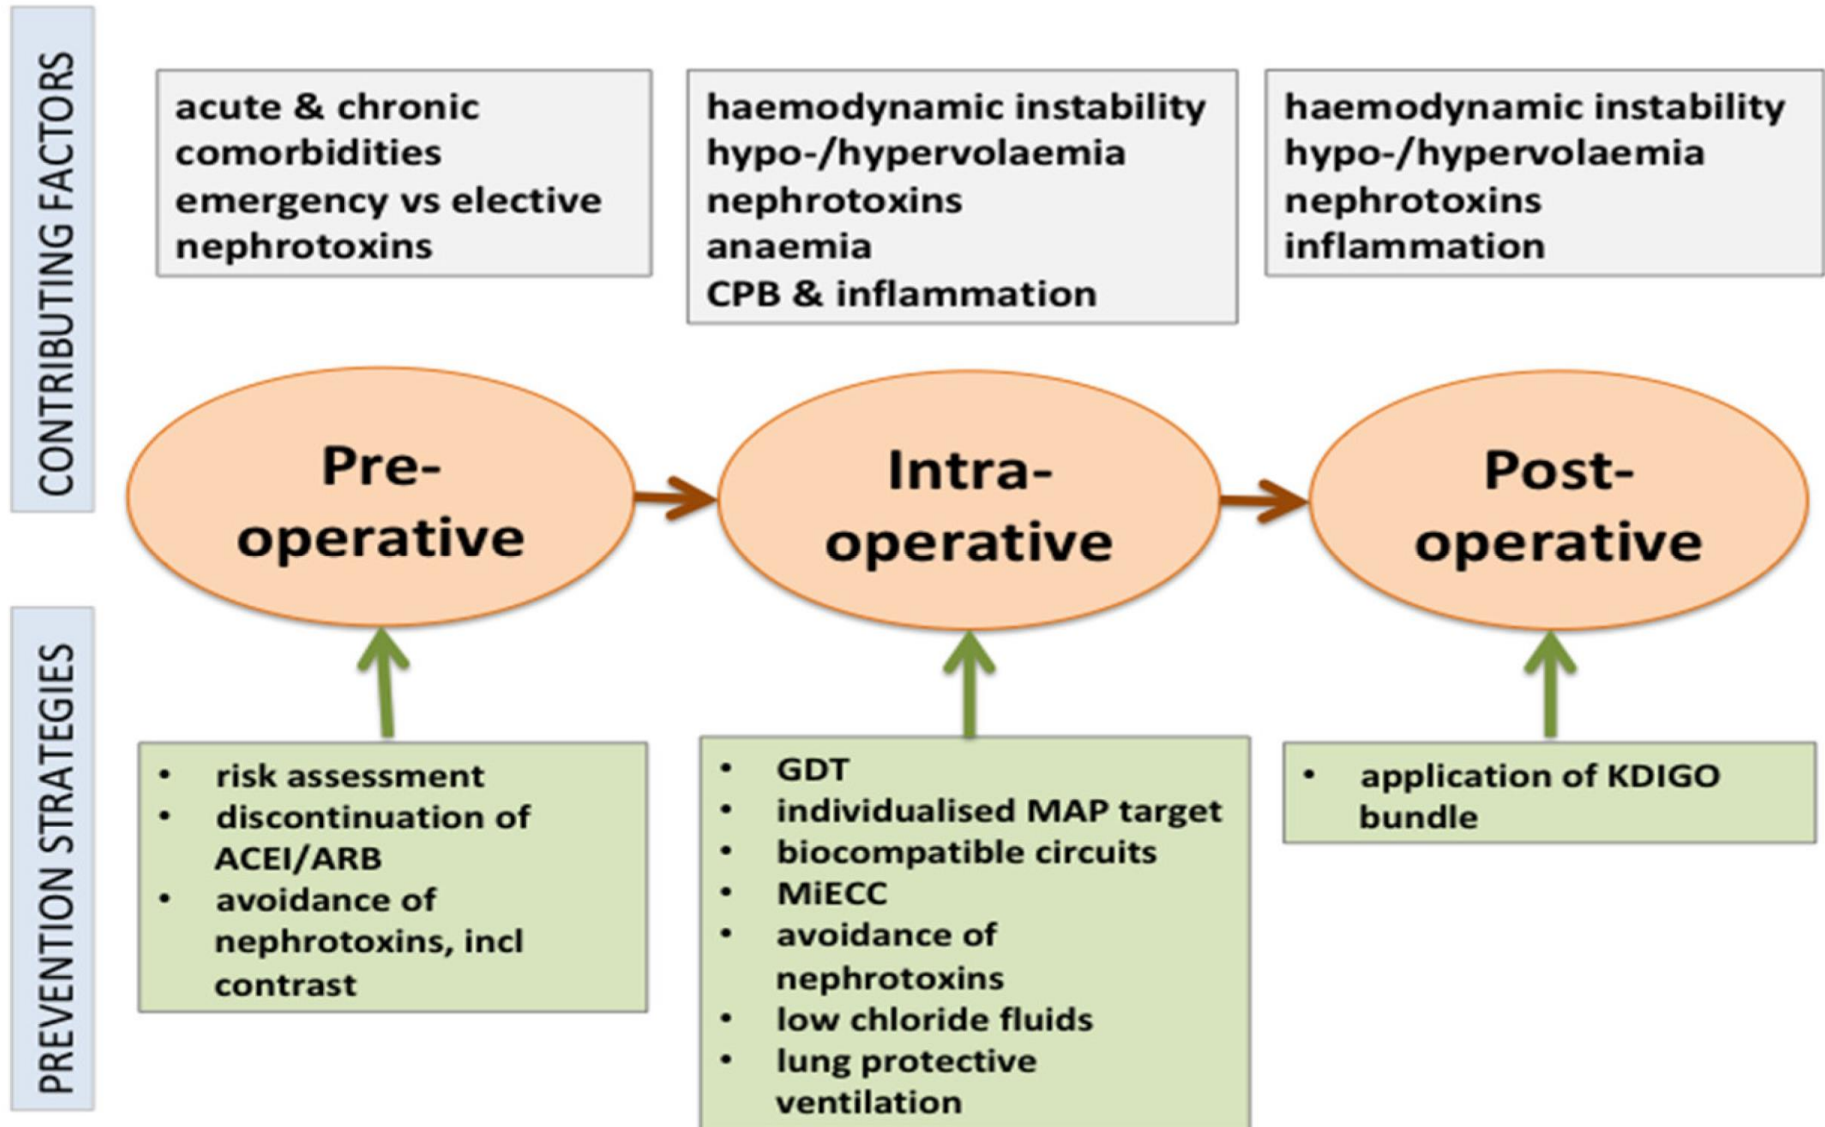 CONTRIBUTING FACTORS
acute & chronic
comorbidities
emergency vs elective
nephrotoxins
haemodynamic instability
hypo-/hypervolaemia
nephrotoxins
anaemia
CPB & inflammation
haemodynamic instability
hypo-/hypervolaemia
nephrotoxins
inflammation
Pre-
operative
Intra-
operative
Post-
operative
PREVENTION STRATEGIES
• risk assessment
• discontinuation of
ACEI/ARB
• avoidance of
nephrotoxins, incl
contrast
• GDT
• individualised MAP target
• biocompatible circuits
• MiECC
• avoidance of
nephrotoxins
• low chloride fluids
• lung protective
ventilation
• application of KDIGO
bundle